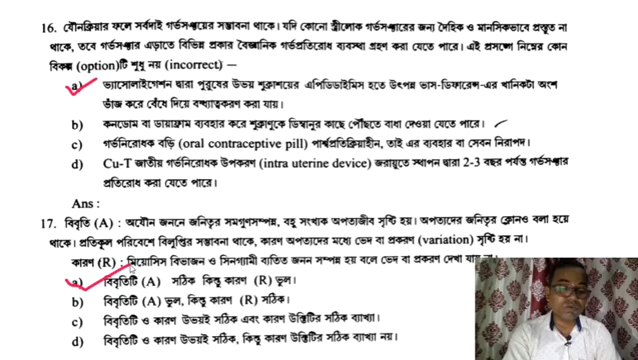 16. যৌনক্রিয়ার ফলে সর্বদাই গর্ভসঞ্চারের সম্ভাবনা থাকে। যদি কোনো স্ত্রীলোক গর্ভসঞ্চারের জন্য দৈহিক ও মানসিকভাবে প্রস্তুত না
থাকে, তবে গর্ভসঞ্চার এড়াতে বিভিন্ন প্রকার বৈজ্ঞানিক গর্ভপ্রতিরোধ ব্যবস্থা গ্রহণ করা যেতে পারে। এই প্রসঙ্গে নিম্নের কোন
বিকল্প (option)টি শুদ্ধ নয় (incorrect) —
a) ভ্যাসোলাইগেশন দ্বারা পুরুষের উভয় শুক্রাশয়ের এপিডিডাইমিস হতে উৎপন্ন ভাস-ডিফারেন্স-এর খানিকটা অংশ
ভাঁজ করে বেঁধে দিয়ে বন্ধ্যাত্বকরণ করা যায়।
b) কনডোম বা ডায়াফ্রাম ব্যবহার করে শুক্রাণুকে ডিম্বানুর কাছে পৌঁছতে বাধা দেওয়া যেতে পারে।
c) গর্ভনিরোধক বড়ি (oral contraceptive pill) পার্শ্বপ্রতিক্রিয়াহীন, তাই এর ব্যবহার বা সেবন নিরাপদ।
d) Cu-T জাতীয় গর্ভনিরোধক উপকরণ (intra uterine device) জরায়ুতে স্থাপন দ্বারা 2-3 বছর পর্যন্ত গর্ভসঞ্চার
প্রতিরোধ করা যেতে পারে।
Ans :
17. বিবৃতি (A) : অযৌন জননে জনিতৃর সমগুণসম্পন্ন, বহু সংখ্যক অপত্যজীব সৃষ্টি হয়। অপত্যদের জনিতৃর ক্লোনও বলা হয়ে
থাকে। প্রতিকূল পরিবেশে বিলুপ্তির সম্ভাবনা থাকে, কারণ অপত্যদের মধ্যে ভেদ বা প্রকরণ (variation) সৃষ্টি হয় না।
কারণ (R) : মিয়োসিস বিভাজন ও সিনগ্যামী ব্যতিত জনন সম্পন্ন হয় বলে ভেদ বা প্রকরণ দেখা যায় না।
a) বিবৃতিটি (A) সঠিক কিন্তু কারণ (R) ভুল।
b) বিবৃতিটি (A) ভুল, কিন্তু কারণ (R) সঠিক।
c) বিবৃতিটি ও কারণ উভয়ই সঠিক এবং কারণ উক্তিটির সঠিক ব্যাখ্যা।
d) বিবৃতিটি ও কারণ উভয়ই সঠিক, কিন্তু কারণ উক্তিটির সঠিক ব্যাখ্যা নয়।